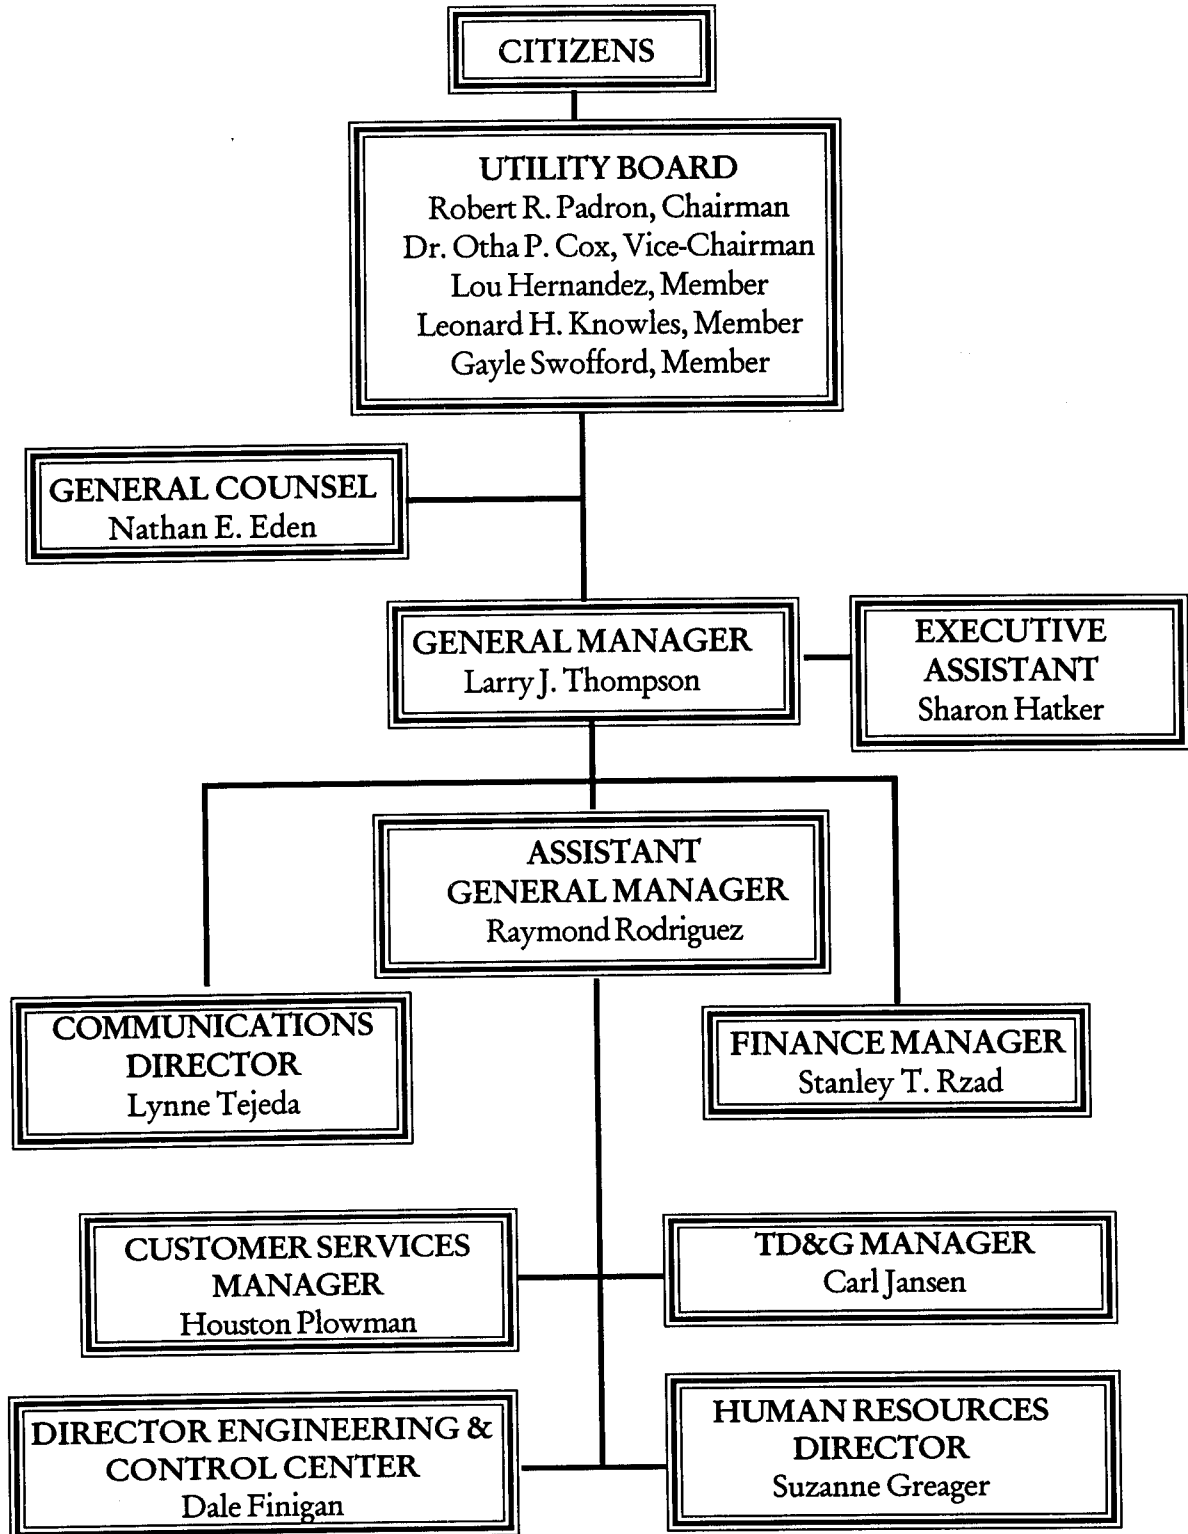 CITIZENS
UTILITY BOARD
Robert R. Padron, Chairman
Dr. Otha P. Cox, Vice-Chairman
Lou Hernandez, Member
Leonard H. Knowles, Member
Gayle Swofford, Member
GENERAL COUNSEL
Nathan E. Eden
GENERAL MANAGER
Larry J. Thompson
EXECUTIVE
ASSISTANT
Sharon Hatker
ASSISTANT
GENERAL MANAGER
Raymond Rodriguez
COMMUNICATIONS
DIRECTOR
Lynne Tejeda
FINANCE MANAGER
Stanley T. Rzad
CUSTOMER SERVICES
MANAGER
Houston Plowman
TD&G MANAGER
Carl Jansen
DIRECTOR ENGINEERING &
CONTROL CENTER
Dale Finigan
HUMAN RESOURCES
DIRECTOR
Suzanne Greager